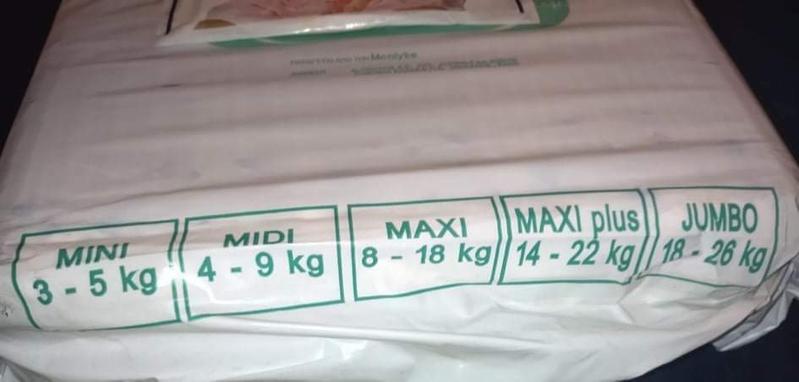 Mölnlycke
MINI
3 - 5 kg
MIDI
4 - 9 kg
MAXI
8 - 18 kg
MAXI plus
14 - 22 kg
JUMBO
18 - 26 kg